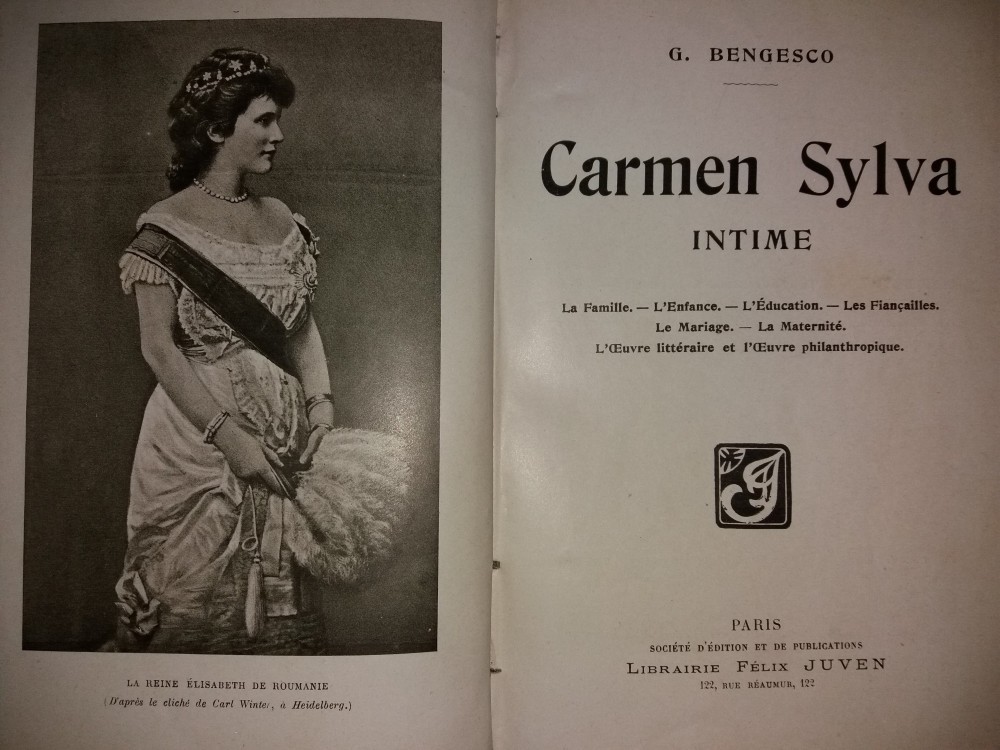 LA REINE ÉLISABETH DE ROUMANIE
(D'après le cliché de Carl Winter, à Heidelberg.)
G. BENGESCO
Carmen Sylva
INTIME
La Famille. — L'Enfance. — L'Éducation. — Les Fiançailles.
Le Mariage. — La Maternité.
L'Œuvre littéraire et l'Œuvre philanthropique.
PARIS
SOCIÉTÉ D'ÉDITION ET DE PUBLICATIONS
LIBRAIRIE FÉLIX JUVEN
122, RUE RÉAUMUR, 122